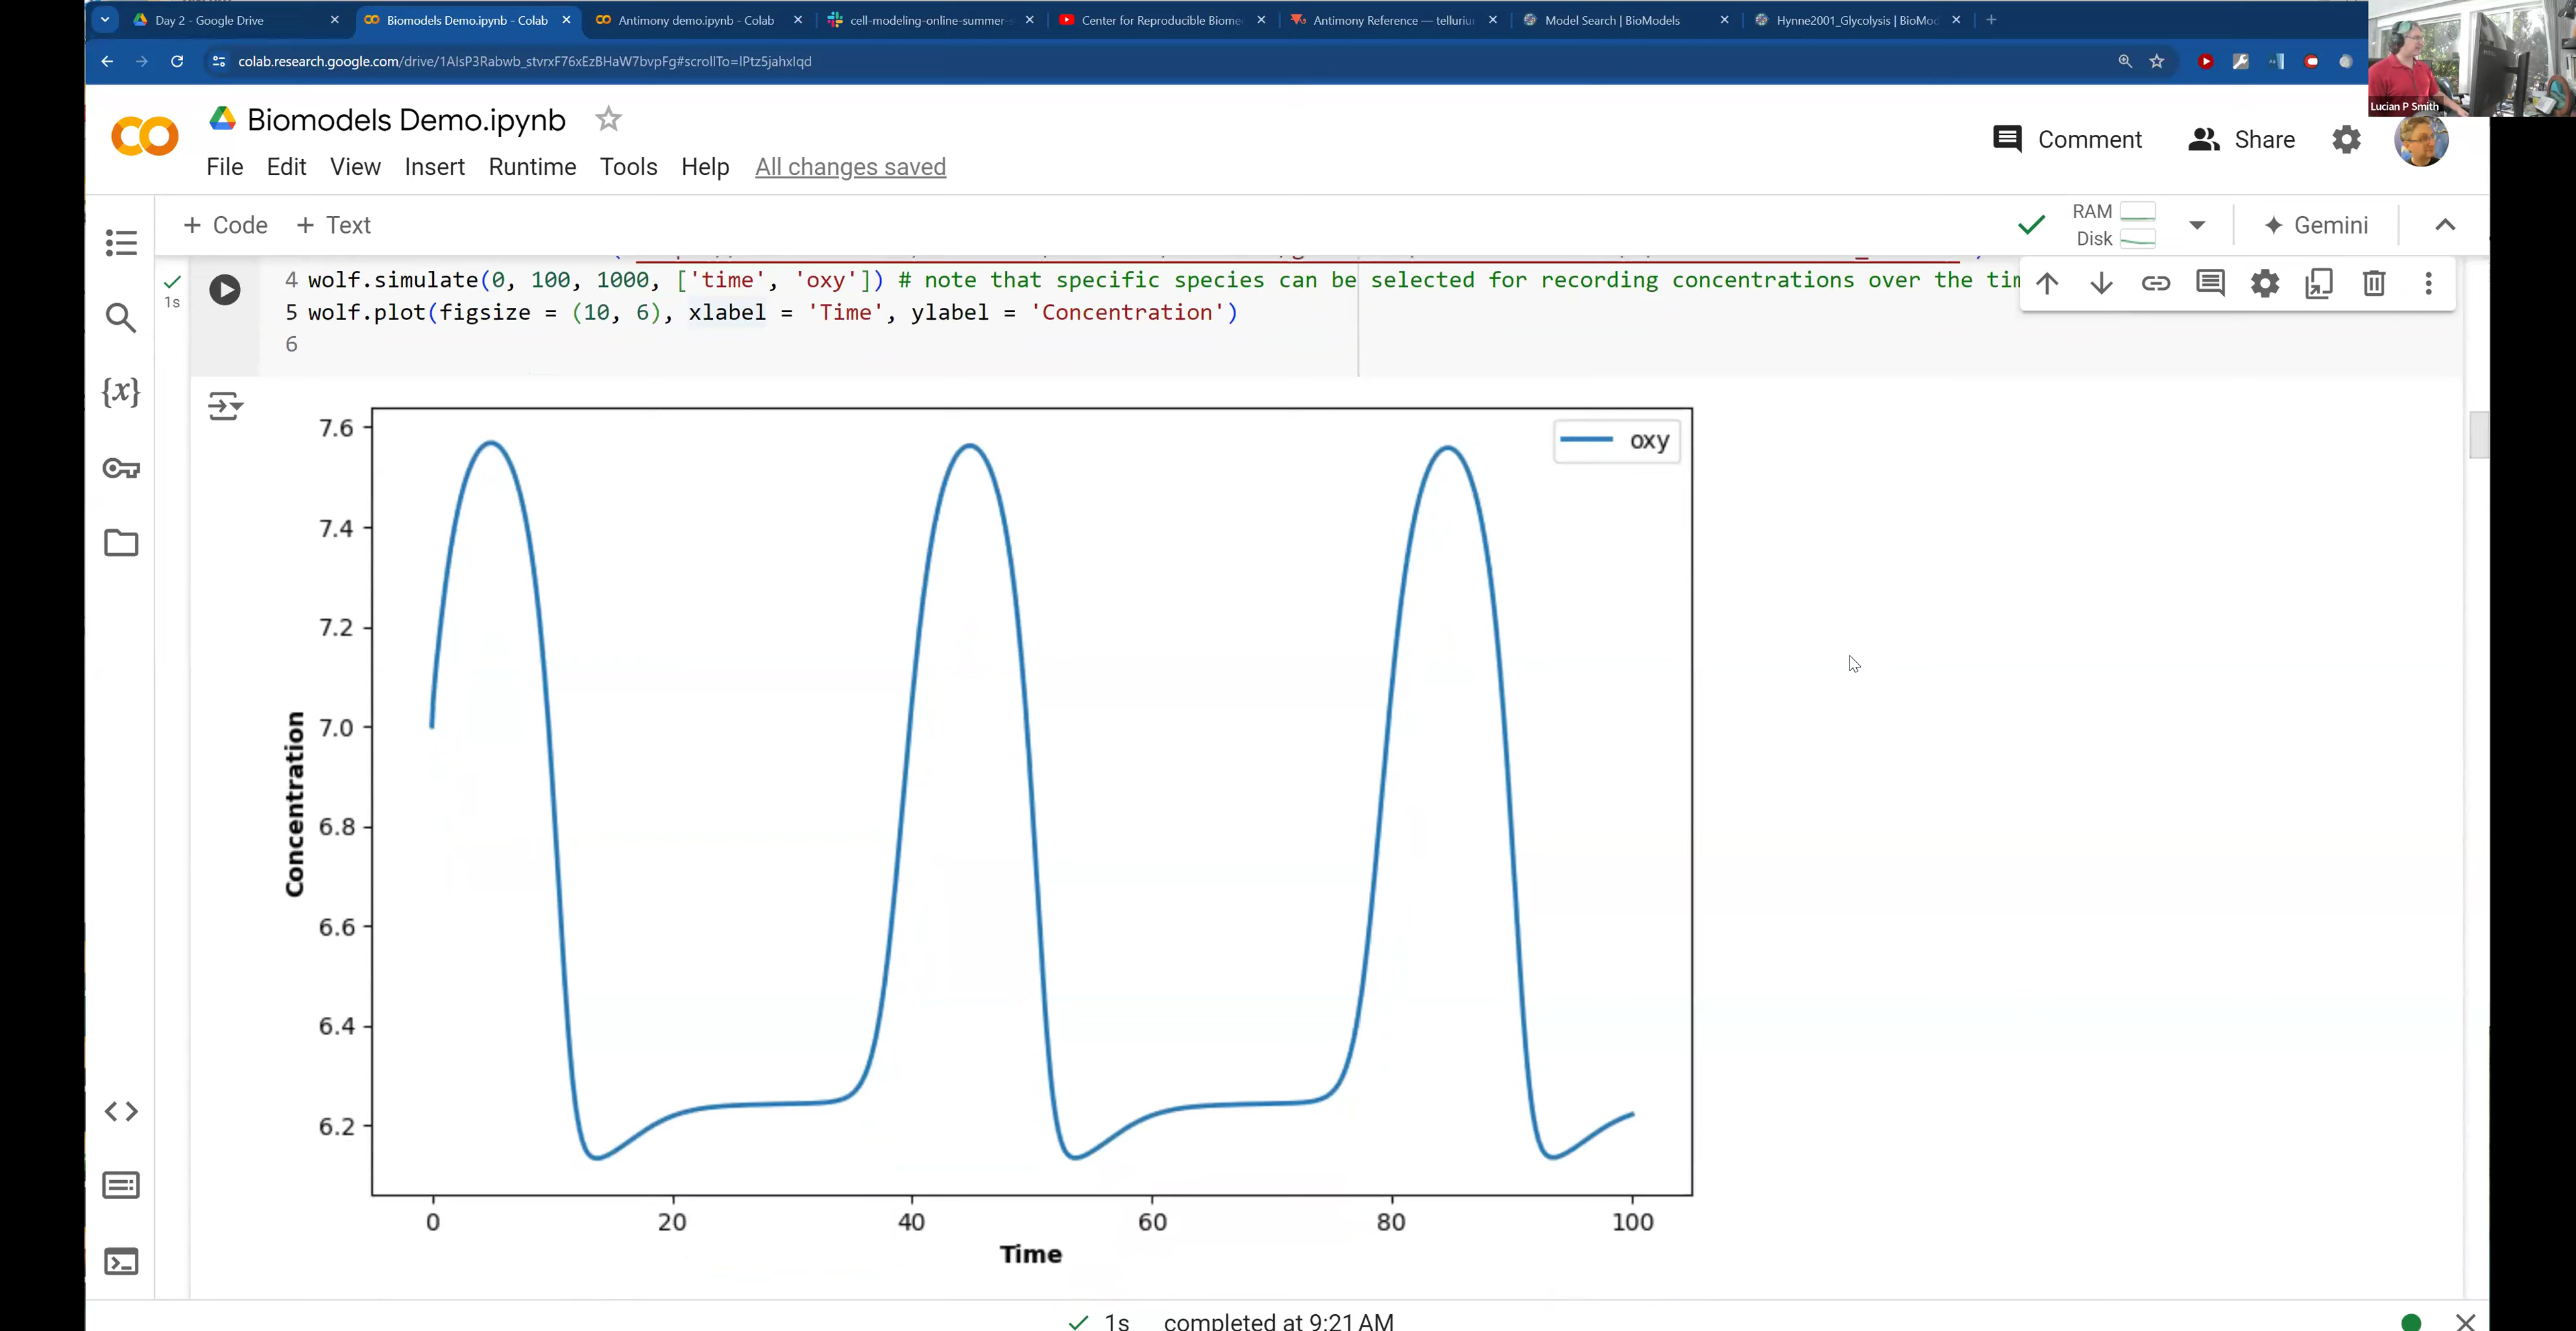 Day 2 - Google Drive
Biomodels Demo.ipynb - Colab
Antimony demo.ipynb - Colab
cell-modeling-online-summer-s
Center for Reproducible Biome
Antimony Reference — telluriu
Model Search | BioModels
Hynne2001_Glycolysis | BioMod
colab.research.google.com/drive/1AIsP3Rabwb_stvrxF76xEzBHaW7bvpFg#scrollTo=IPtz5jahxIqd
Lucian P Smith
Biomodels Demo.ipynb
Comment
Share
File Edit View Insert Runtime Tools Help All changes saved
+ Code + Text
RAM
Disk
Gemini
1s
4 wolf.simulate(0, 100, 1000, ['time', 'oxy']) # note that specific species can be selected for recording concentrations over the tim
5 wolf.plot(figsize = (10, 6), xlabel = 'Time', ylabel = 'Concentration')
6
{x}
oxy
7.6
7.4
7.2
7.0
6.8
6.6
6.4
6.2
Concentration
0 20 40 60 80 100
Time
1s completed at 9:21 AM